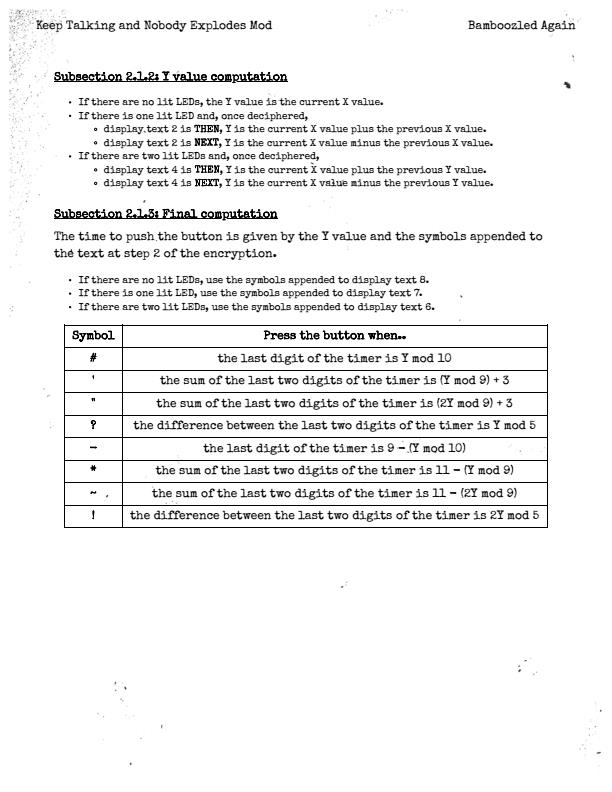 Keep Talking and Nobody Explodes Mod Bamboozled Again
Subsection 2.1.2: Y value computation
· If there are no lit LEDs, the Y value is the current X value.
· If there is one lit LED and, once deciphered,
∘ display text 2 is THEN, Y is the current X value plus the previous X value.
∘ display text 2 is NEXT, Y is the current X value minus the previous X value.
· If there are two lit LEDs and, once deciphered,
∘ display text 4 is THEN, Y is the current X value plus the previous Y value.
∘ display text 4 is NEXT, Y is the current X value minus the previous Y value.
Subsection 2.1.3: Final computation
The time to push the button is given by the Y value and the symbols appended to
the text at step 2 of the encryption.
· If there are no lit LEDs, use the symbols appended to display text 8.
· If there is one lit LED, use the symbols appended to display text 7.
· If there are two lit LEDs, use the symbols appended to display text 6.
Symbol Press the button when..
# the last digit of the timer is Y mod 10
' the sum of the last two digits of the timer is (Y mod 9) + 3
" the sum of the last two digits of the timer is (2Y mod 9) + 3
? the difference between the last two digits of the timer is Y mod 5
- the last digit of the timer is 9 - (Y mod 10)
* the sum of the last two digits of the timer is 11 - (Y mod 9)
~ the sum of the last two digits of the timer is 11 - (2Y mod 9)
! the difference between the last two digits of the timer is 2Y mod 5